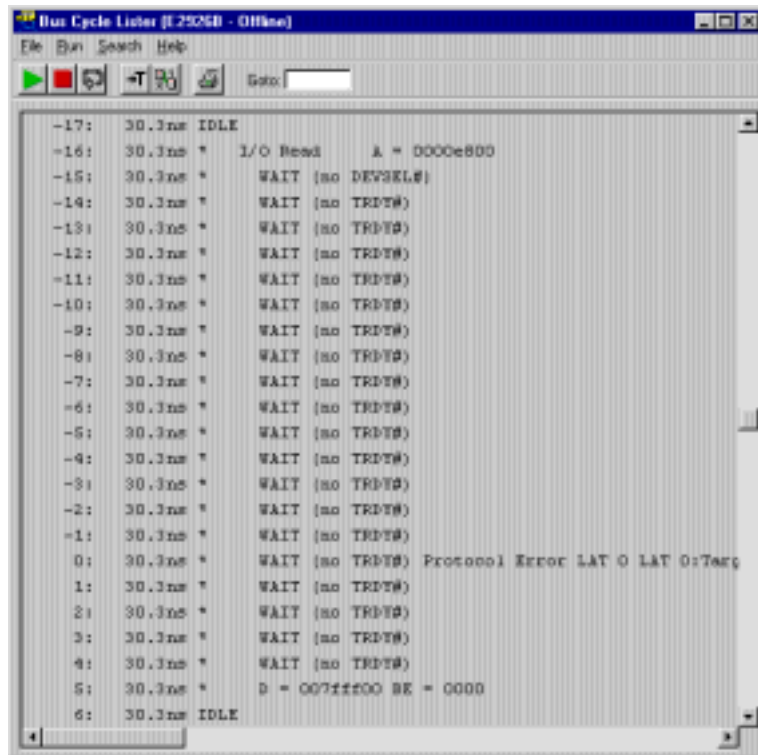 Bus Cycle Lister (E2926B - Offline)
File Run Search Help
Goto:
-17: 30.3ns IDLE
-16: 30.3ns * I/O Read A = 0000e800
-15: 30.3ns * WAIT (no DEVSEL#)
-14: 30.3ns * WAIT (no TRDY#)
-13: 30.3ns * WAIT (no TRDY#)
-12: 30.3ns * WAIT (no TRDY#)
-11: 30.3ns * WAIT (no TRDY#)
-10: 30.3ns * WAIT (no TRDY#)
-9: 30.3ns * WAIT (no TRDY#)
-8: 30.3ns * WAIT (no TRDY#)
-7: 30.3ns * WAIT (no TRDY#)
-6: 30.3ns * WAIT (no TRDY#)
-5: 30.3ns * WAIT (no TRDY#)
-4: 30.3ns * WAIT (no TRDY#)
-3: 30.3ns * WAIT (no TRDY#)
-2: 30.3ns * WAIT (no TRDY#)
-1: 30.3ns * WAIT (no TRDY#)
0: 30.3ns * WAIT (no TRDY#) Protocol Error LAT 0 LAT 0:Targ
1: 30.3ns * WAIT (no TRDY#)
2: 30.3ns * WAIT (no TRDY#)
3: 30.3ns * WAIT (no TRDY#)
4: 30.3ns * WAIT (no TRDY#)
5: 30.3ns * D = 007fff00 BE = 0000
6: 30.3ns IDLE